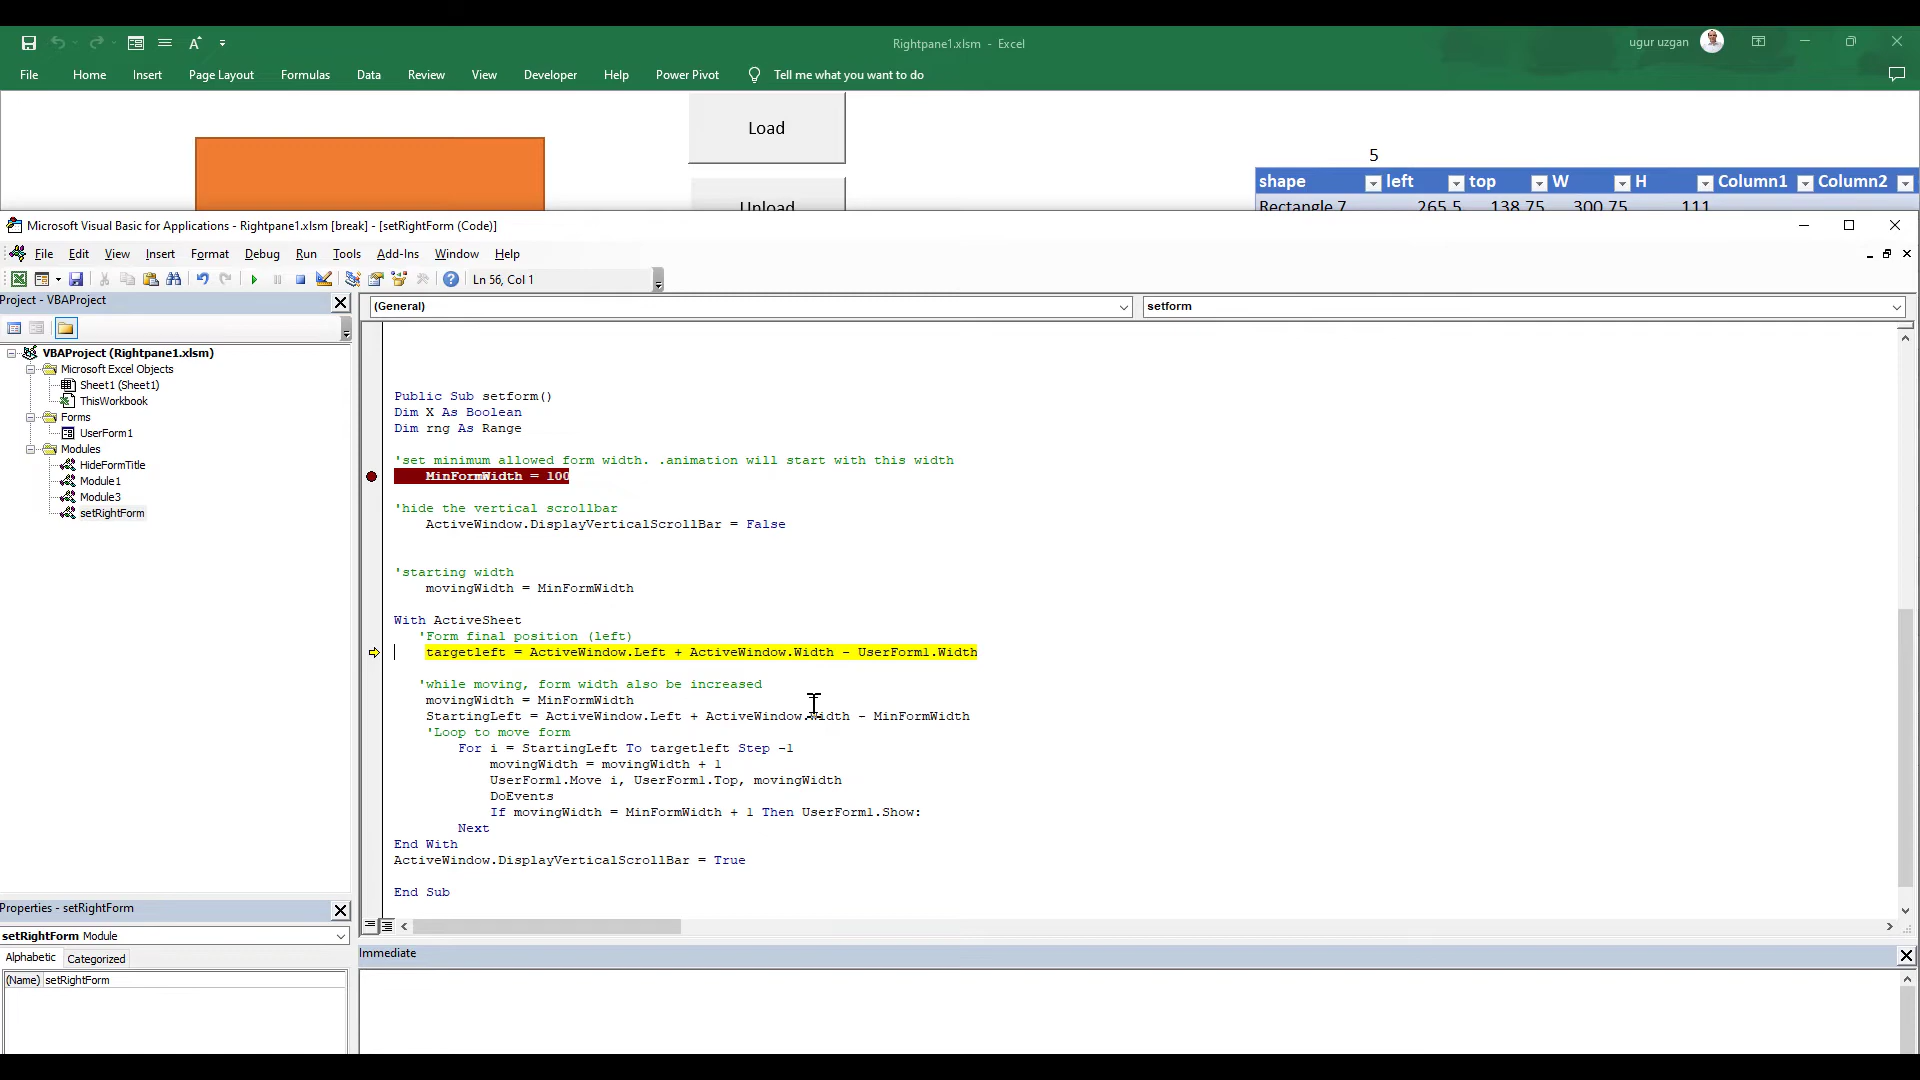 Rightpane1.xlsm - Excel
ugur uzgan
File Home Insert Page Layout Formulas Data Review View Developer Help Power Pivot Tell me what you want to do
Load
Unload
5
shape left top W H Column1 Column2
Rectangle 7 265.5 138.75 300.75 111
Microsoft Visual Basic for Applications - Rightpane1.xlsm [break] - [setRightForm (Code)]
File Edit View Insert Format Debug Run Tools Add-Ins Window Help
Ln 56, Col 1
Project - VBAProject
VBAProject (Rightpane1.xlsm)
Microsoft Excel Objects
Sheet1 (Sheet1)
ThisWorkbook
Forms
UserForm1
Modules
HideFormTitle
Module1
Module3
setRightForm
Properties - setRightForm
setRightForm Module
Alphabetic Categorized
(Name) setRightForm
(General) setform
Public Sub setform()
Dim X As Boolean
Dim rng As Range
'set minimum allowed form width. .animation will start with this width
MinFormWidth = 100
'hide the vertical scrollbar
ActiveWindow.DisplayVerticalScrollBar = False
'starting width
movingWidth = MinFormWidth
With ActiveSheet
'Form final position (left)
targetleft = ActiveWindow.Left + ActiveWindow.Width - UserForm1.Width
'while moving, form width also be increased
movingWidth = MinFormWidth
StartingLeft = ActiveWindow.Left + ActiveWindow.Width - MinFormWidth
'Loop to move form
For i = StartingLeft To targetleft Step -1
movingWidth = movingWidth + 1
UserForm1.Move i, UserForm1.Top, movingWidth
DoEvents
If movingWidth = MinFormWidth + 1 Then UserForm1.Show:
Next
End With
ActiveWindow.DisplayVerticalScrollBar = True
End Sub
Immediate